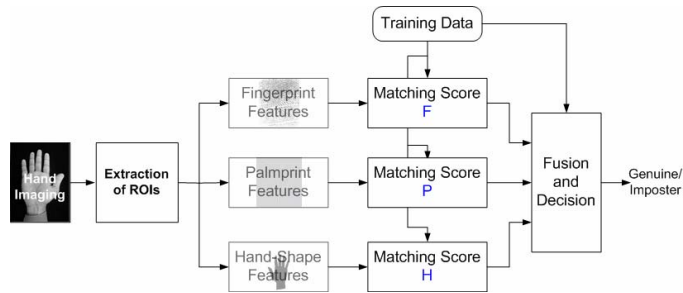 Training Data
Fingerprint
Features
Matching Score
F
Hand
Imaging
Extraction
of ROIs
Palmprint
Features
Matching Score
P
Fusion
and
Decision
Genuine/
Imposter
Hand-Shape
Features
Matching Score
H